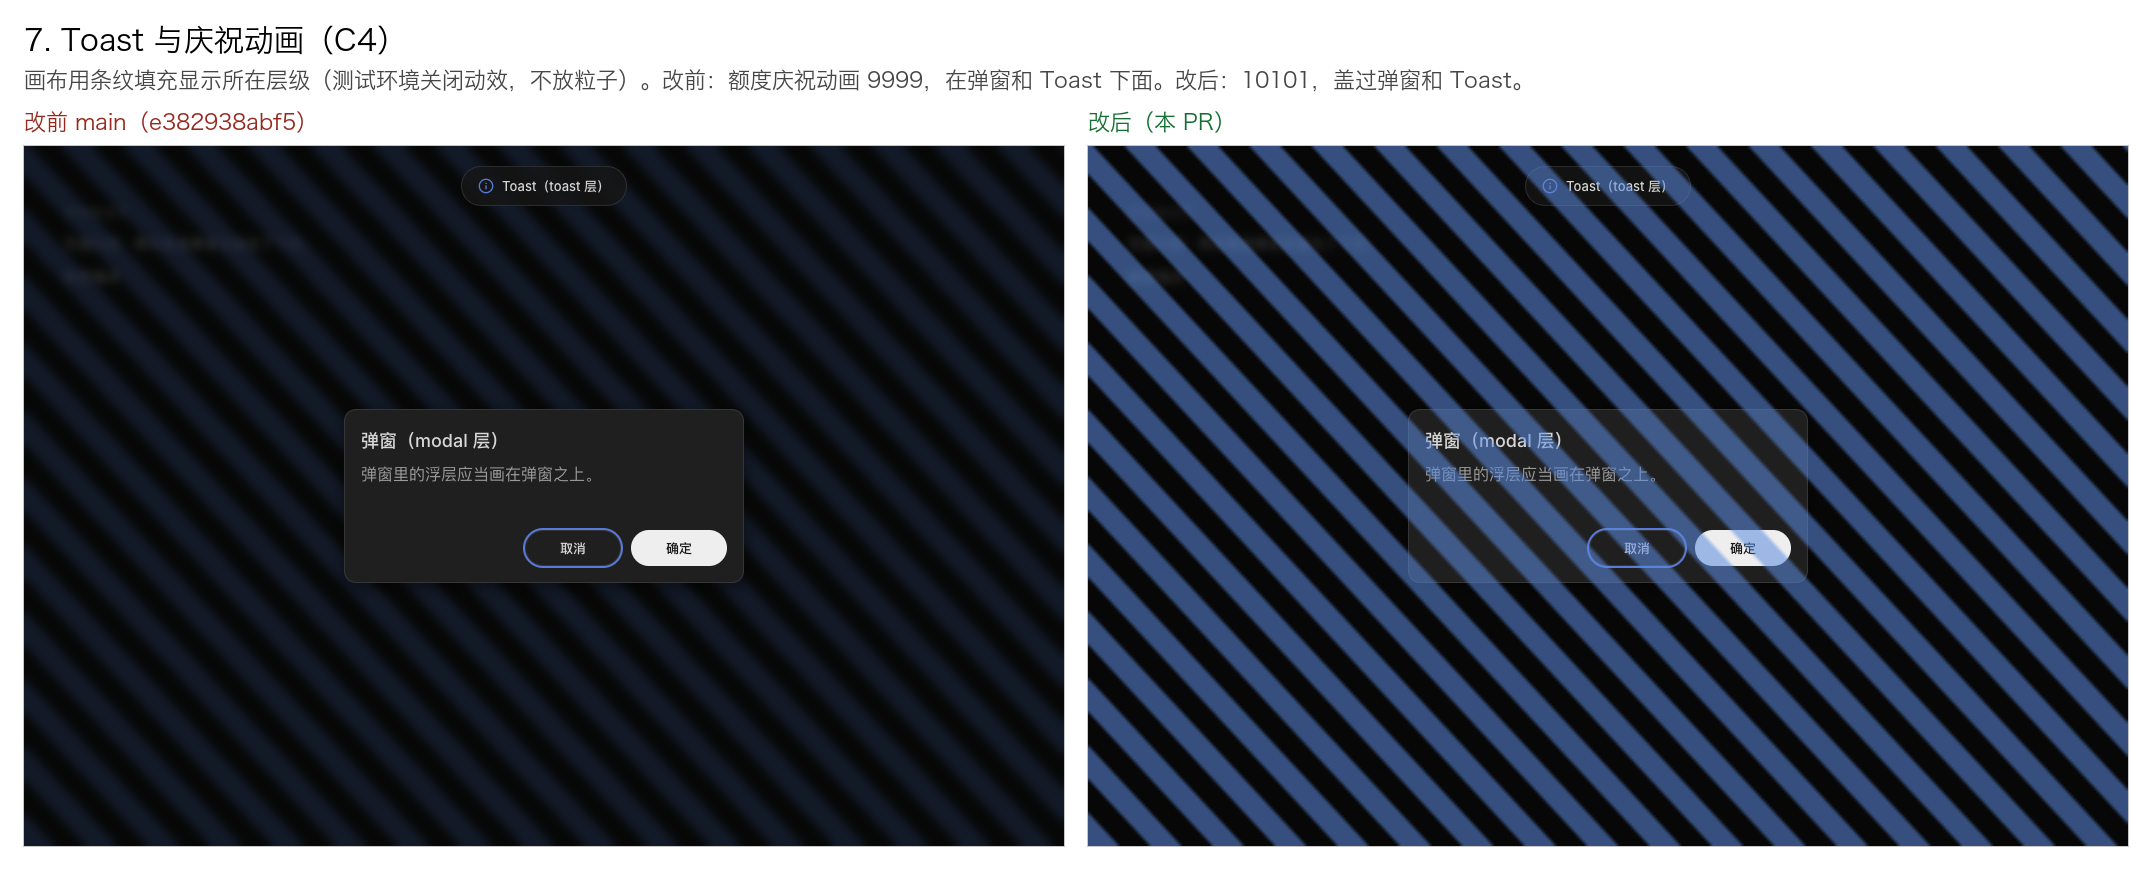 7. Toast 与庆祝动画（C4）
画布用条纹填充显示所在层级（测试环境关闭动效，不放粒子）。改前：额度庆祝动画 9999，在弹窗和 Toast 下面。改后：10101，盖过弹窗和 Toast。
改前 main（e382938abf5）
改后（本 PR）
Toast（toast 层）
弹窗（modal 层）
弹窗里的浮层应当画在弹窗之上。
取消
确定
Toast（toast 层）
弹窗（modal 层）
弹窗里的浮层应当画在弹窗之上。
取消
确定